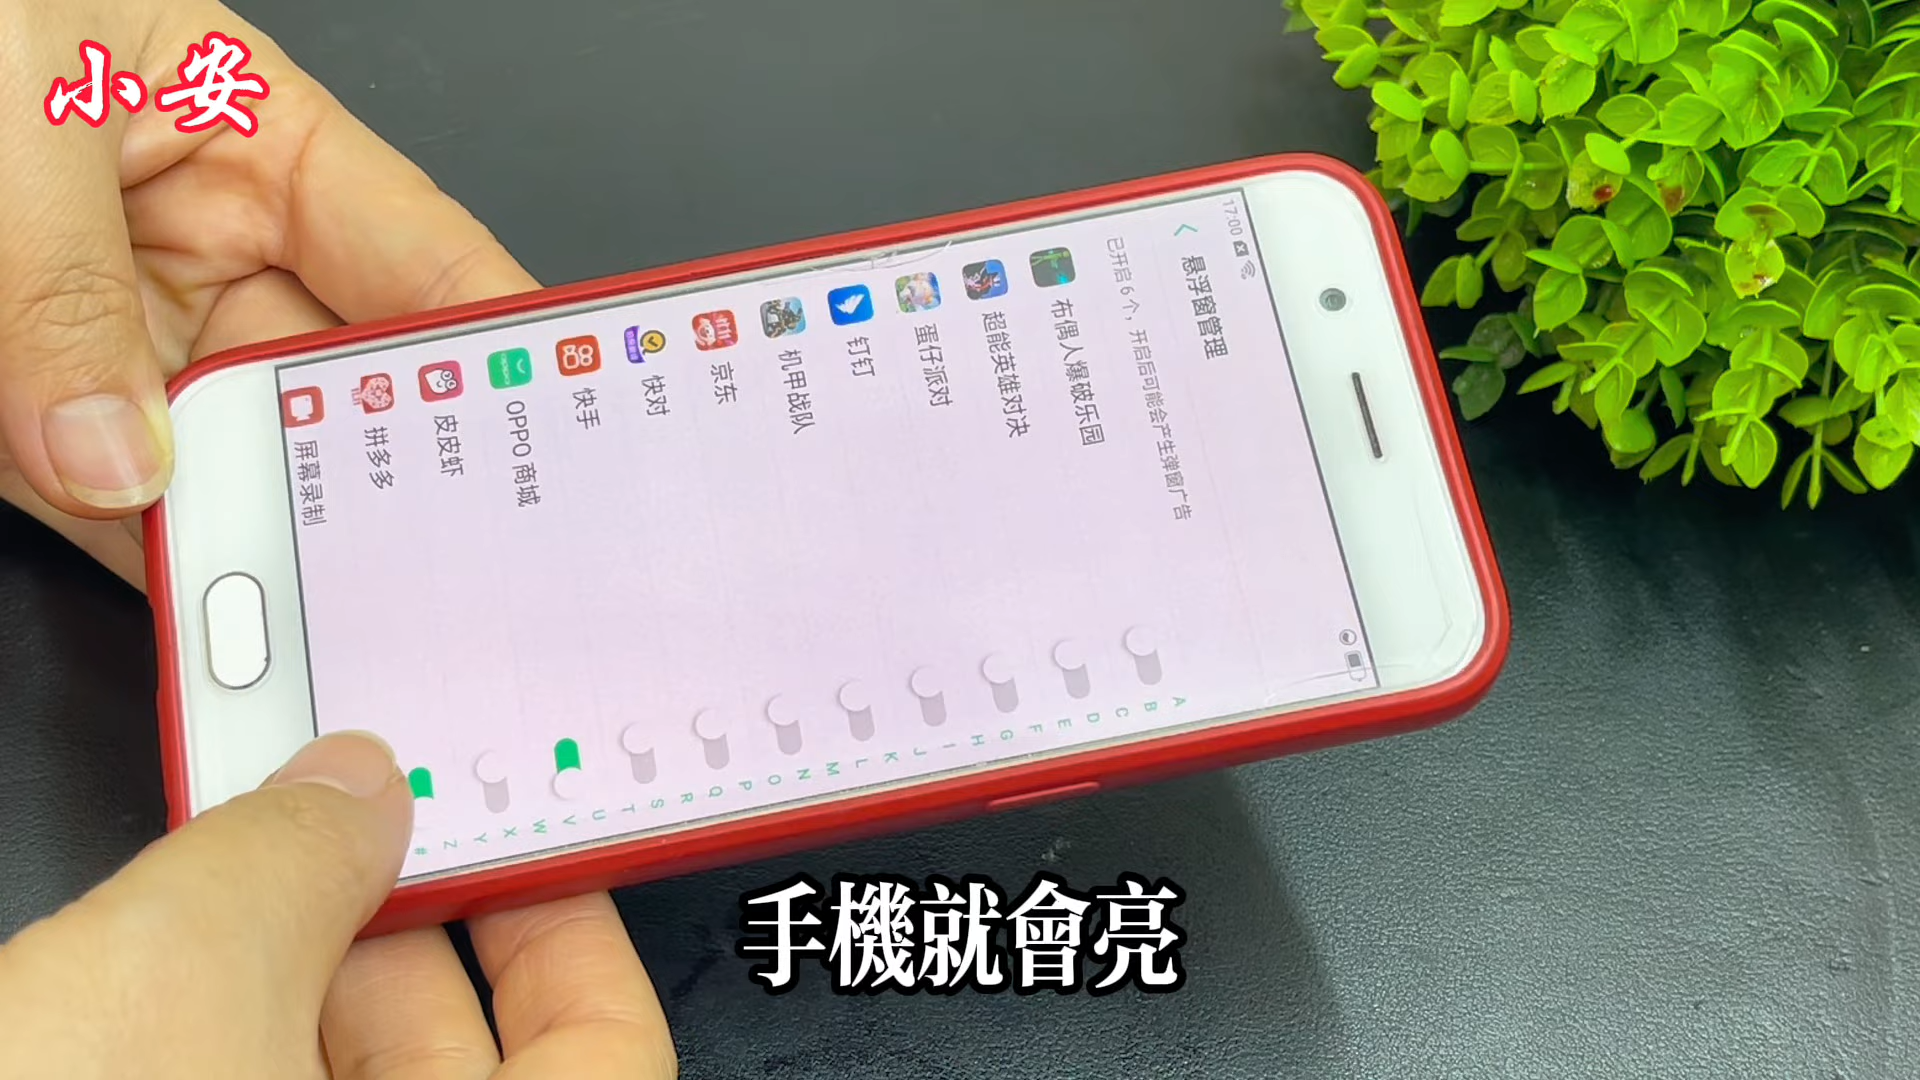 小安
17:00
悬浮窗管理
已开启 6 个，开启后可能会产生弹窗广告
布偶人爆破乐园
超能英雄对决
蛋仔派对
钉钉
机甲战队
京东
快对
快手
OPPO 商城
皮皮虾
拼多多
屏幕录制
A
B
C
D
E
F
G
H
I
J
K
L
M
N
O
P
Q
R
S
T
U
V
W
X
Y
Z
#
手機就會亮